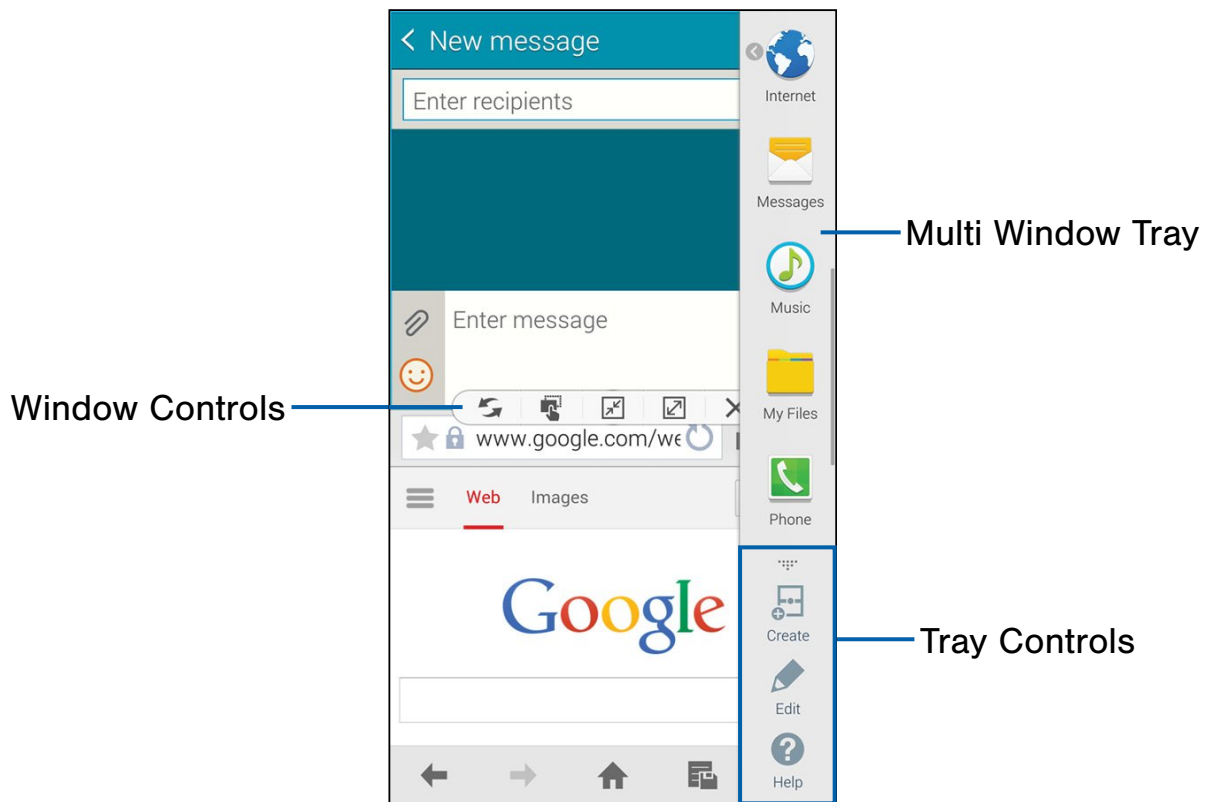 New message
Enter recipients
Enter message
www.google.com/we
Web Images
Google
Internet
Messages
Music
My Files
Phone
Create
Edit
Help
Multi Window Tray
Window Controls
Tray Controls